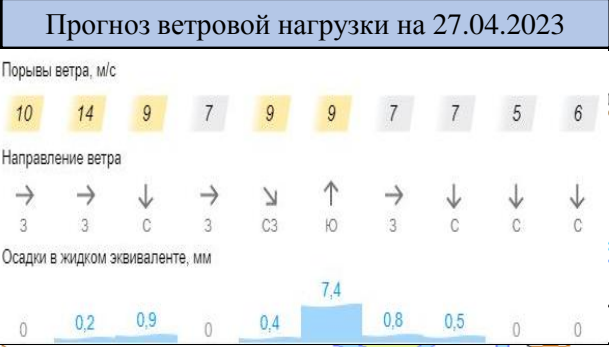 Прогноз ветровой нагрузки на 27.04.2023
Порывы ветра, м/с
10 14 9 7 9 9 7 7 5 6
Направление ветра
З З С З СЗ Ю З С С С
Осадки в жидком эквиваленте, мм
0 0,2 0,9 0 0,4 7,4 0,8 0,5 0 0